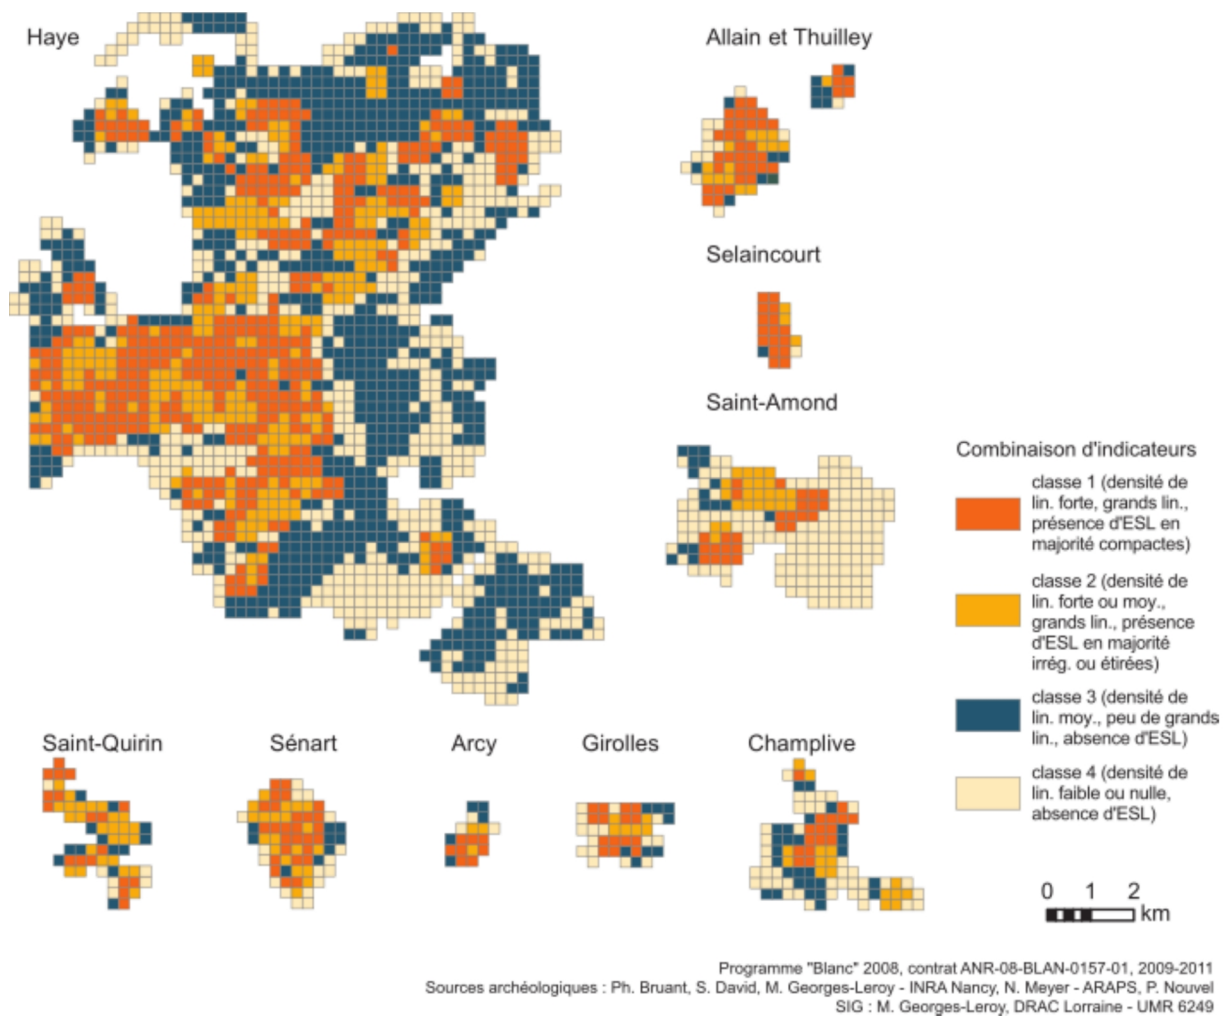 Haye
Allain et Thuilley
Selaincourt
Saint-Amond
Combinaison d'indicateurs
classe 1 (densité de
lin. forte, grands lin.,
présence d'ESL en
majorité compactes)
classe 2 (densité de
lin. forte ou moy.,
grands lin., présence
d'ESL en majorité
irrég. ou étirées)
classe 3 (densité de
lin. moy., peu de grands
lin., absence d'ESL)
classe 4 (densité de
lin. faible ou nulle,
absence d'ESL)
Saint-Quirin
Sénart
Arcy
Girolles
Champlive
0 1 2
km
Programme "Blanc" 2008, contrat ANR-08-BLAN-0157-01, 2009-2011
Sources archéologiques : Ph. Bruant, S. David, M. Georges-Leroy - INRA Nancy, N. Meyer - ARAPS, P. Nouvel
SIG : M. Georges-Leroy, DRAC Lorraine - UMR 6249